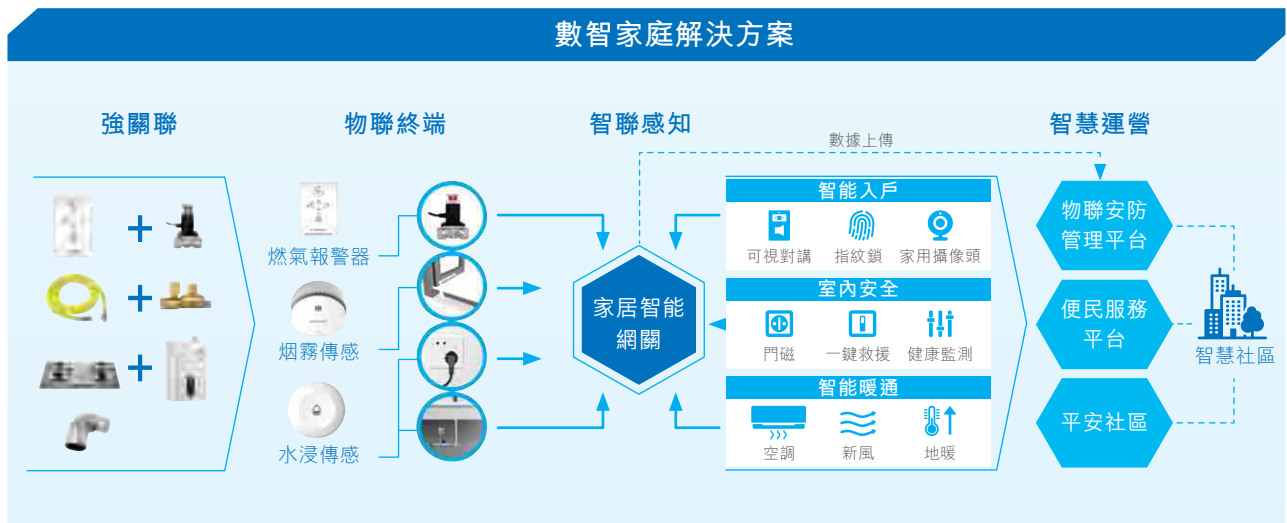 數智家庭解決方案
強關聯
物聯終端
智聯感知
智慧運營
數據上傳
燃氣報警器
烟霧傳感
水浸傳感
家居智能
網關
智能入戶
可視對講
指紋鎖
家用攝像頭
室內安全
門磁
一鍵救援
健康監測
智能暖通
空調
新風
地暖
物聯安防
管理平台
便民服務
平台
平安社區
智慧社區